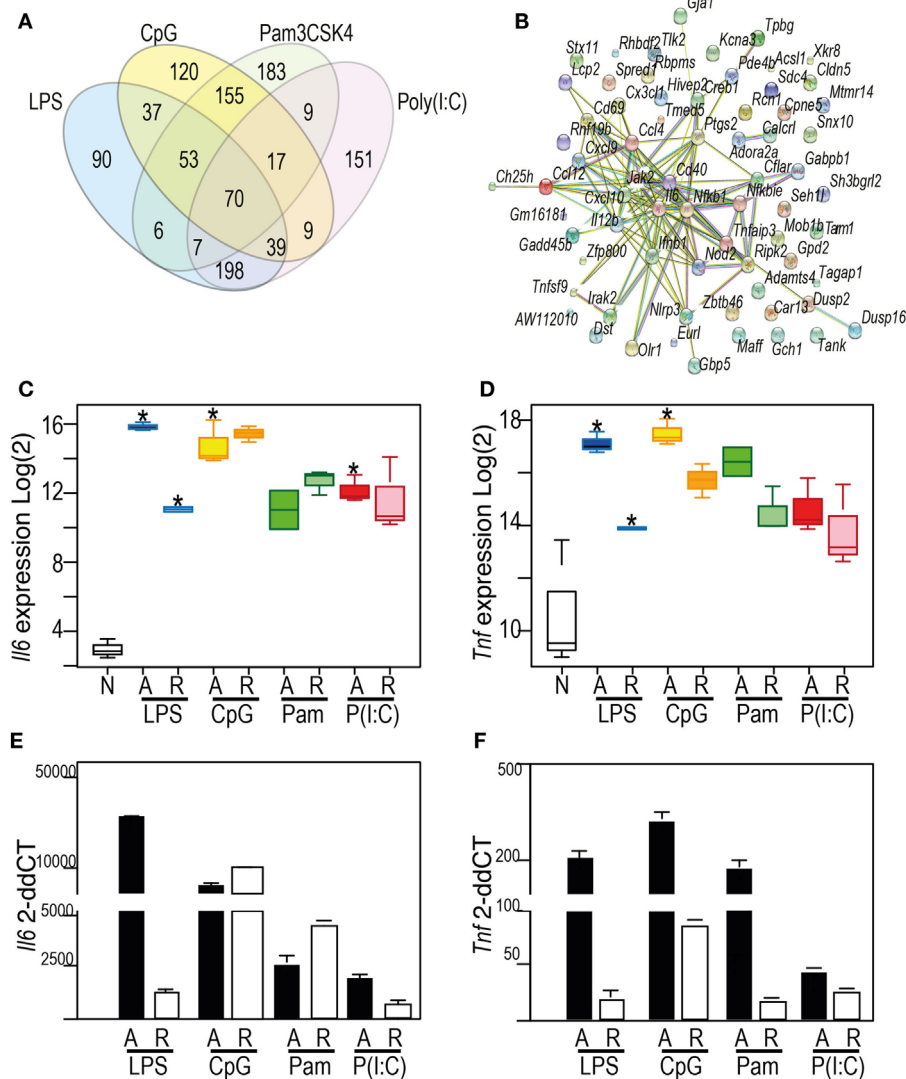 A
CpG
Pam3CSK4
LPS
Poly(I:C)
120
183
37
155
9
90
53
17
151
70
6
7
39
9
198
B
Gja1
Tpbg
Kcna3
Rhbdf2
Tlk2
Stx11
Xkr8
Acsl1
Pde4b
Rbpms
Lcp2
Spred1
Hivep2
Creb1
Sdc4
Cldn5
Cx3cl1
Rcn1
Mtmr14
Cd69
Tmed5
Cpne5
Ptgs2
Snx10
Rnf19b
Ccl4
Calcrl
Cxcl9
Adora2a
Gabpb1
Ccl12
Jak2
Cd40
Cflar
Ch25h
Sh3bgrl2
Cxcl10
Il6
Nfkb1
Nfkbie
Seh1l
Gm16181
Il12b
Tnfaip3
Mob1b
Tam1
Gadd45b
Ifnb1
Zfp800
Nod2
Ripk2
Gpd2
Tagap1
Tnfsf9
Adamts4
Irak2
Nlrp3
Zbtb46
Dusp2
AW112010
Car13
Dusp16
Dst
Eurl
Olr1
Maff
Gch1
Tank
Gbp5
C
Il6 expression Log(2)
16
12
8
4
*
*
*
*
N A R A R A R A R
LPS CpG Pam P(I:C)
D
Tnf expression Log(2)
18
14
10
*
*
*
N A R A R A R A R
LPS CpG Pam P(I:C)
E
Il6 2-ddCT
50000
10000
5000
2500
A R A R A R A R
LPS CpG Pam P(I:C)
F
Tnf 2-ddCT
500
200
100
50
A R A R A R A R
LPS CpG Pam P(I:C)